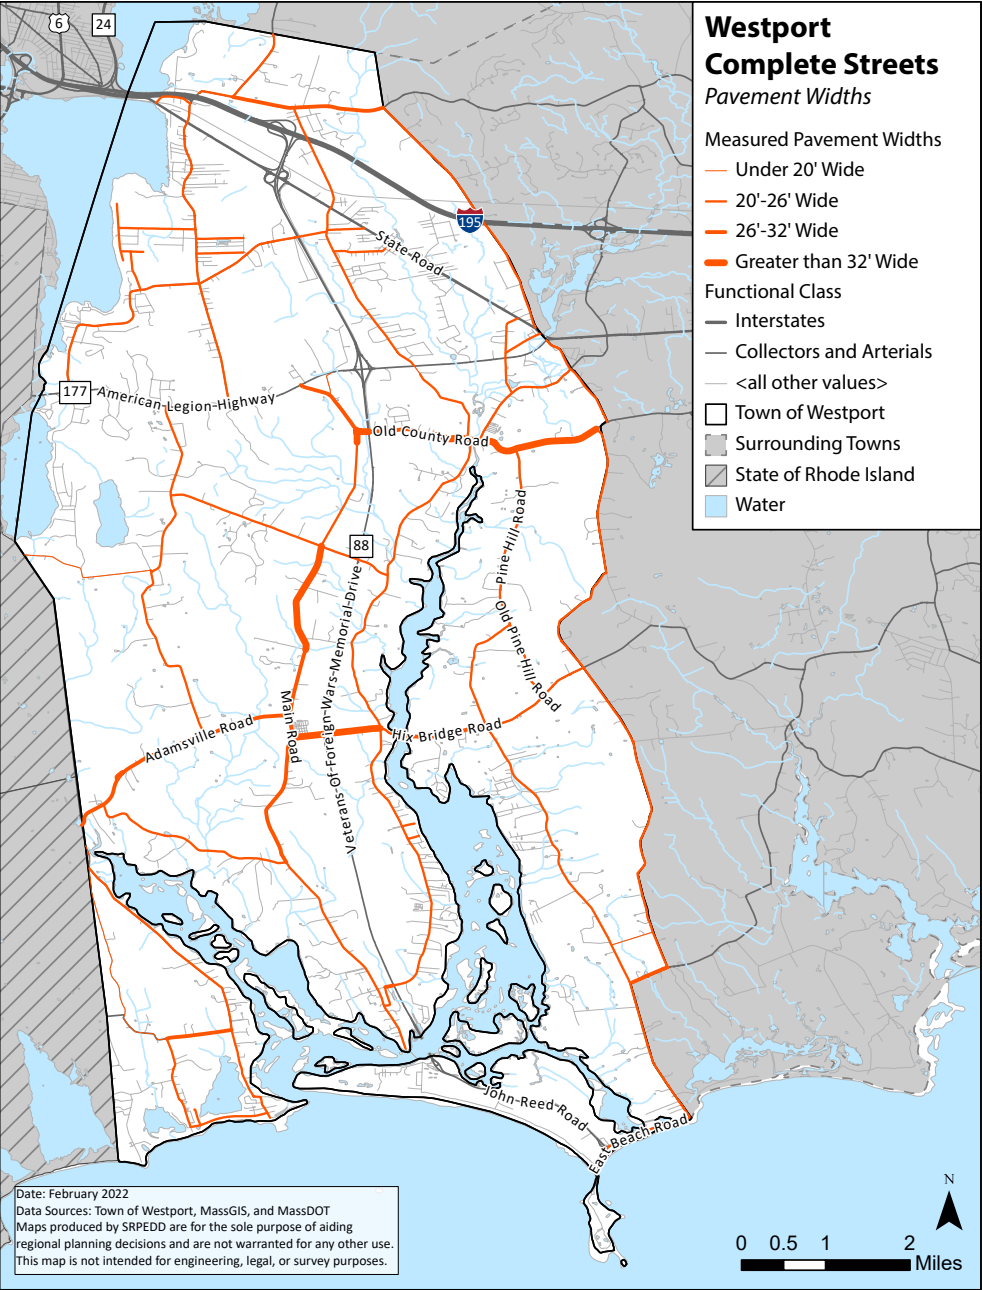 Westport
Complete Streets
Pavement Widths
Measured Pavement Widths
Under 20' Wide
20'-26' Wide
26'-32' Wide
Greater than 32' Wide
Functional Class
Interstates
Collectors and Arterials
<all other values>
Town of Westport
Surrounding Towns
State of Rhode Island
Water
6
24
195
State Road
177
American Legion Highway
Old County Road
88
Pine Hill Road
Old Pine Hill Road
Veterans Of Foreign Wars Memorial Drive
Main Road
Adamsville Road
Hix Bridge Road
John Reed Road
East Beach Road
Date: February 2022
Data Sources: Town of Westport, MassGIS, and MassDOT
Maps produced by SRPEDD are for the sole purpose of aiding
regional planning decisions and are not warranted for any other use.
This map is not intended for engineering, legal, or survey purposes.
N
0 0.5 1 2
Miles